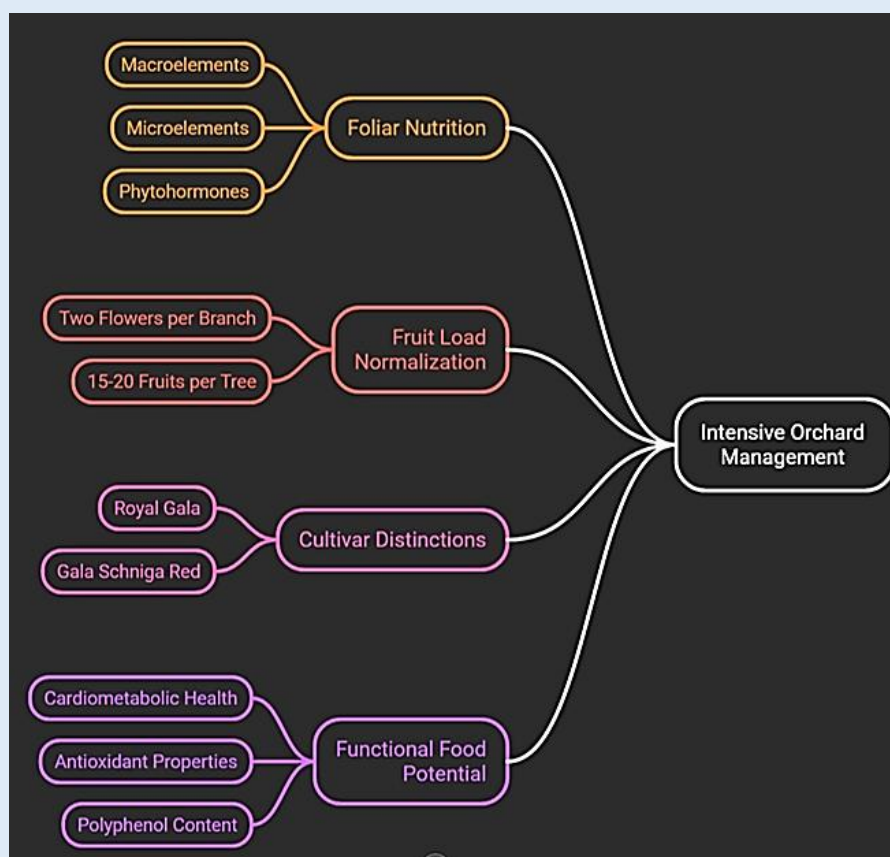 Macroelements
Microelements
Phytohormones
Foliar Nutrition
Two Flowers per Branch
15-20 Fruits per Tree
Fruit Load
Normalization
Royal Gala
Gala Schniga Red
Cultivar Distinctions
Cardiometabolic Health
Antioxidant Properties
Polyphenol Content
Functional Food
Potential
Intensive Orchard
Management